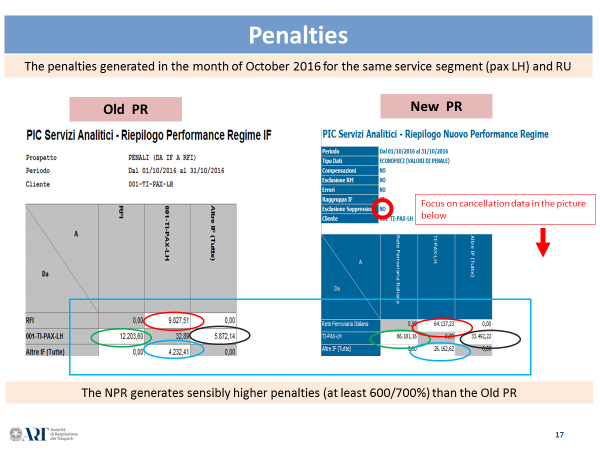 Penalties
The penalties generated in the month of October 2016 for the same service segment (pax LH) and RU
Old PR
New PR
PIC Servizi Analitici - Riepilogo Performance Regime IF
Prospetto PENALI (DA IF A RFI)
Periodo Dal 01/10/2016 al 31/10/2016
Cliente 001-TI-PAX-LH
A
Da
RFI
001-TI-PAX-LH
Altre IF (Tutte)
RFI 0,00 9.827,51 0,00
001-TI-PAX-LH 12.203,60 32,89 5.872,14
Altre IF (Tutte) 0,00 4.232,41 0,00
PIC Servizi Analitici - Riepilogo Nuovo Performance Regime
Periodo Dal 01/10/2016 al 31/10/2016
Tipo Dati ECONOMICI (VALORI DI PENALE)
Compensazioni NO
Esclusione RM NO
Errori NO
Raggruppa IF
Esclusione Soppressioni NO
Cliente TI-PAX-LH
Focus on cancellation data in the picture
below
A
Da
Rete Ferroviaria Italiana
TI-PAX-LH
Altre IF (Tutte)
Rete Ferroviaria Italiana 0,00 64.137,23 0,00
TI-PAX-LH 0,00
Altre IF (Tutte) 0,00 26.162,62 0,00
The NPR generates sensibly higher penalties (at least 600/700%) than the Old PR
ART
Autorità
di Regolazione
dei Trasporti
17